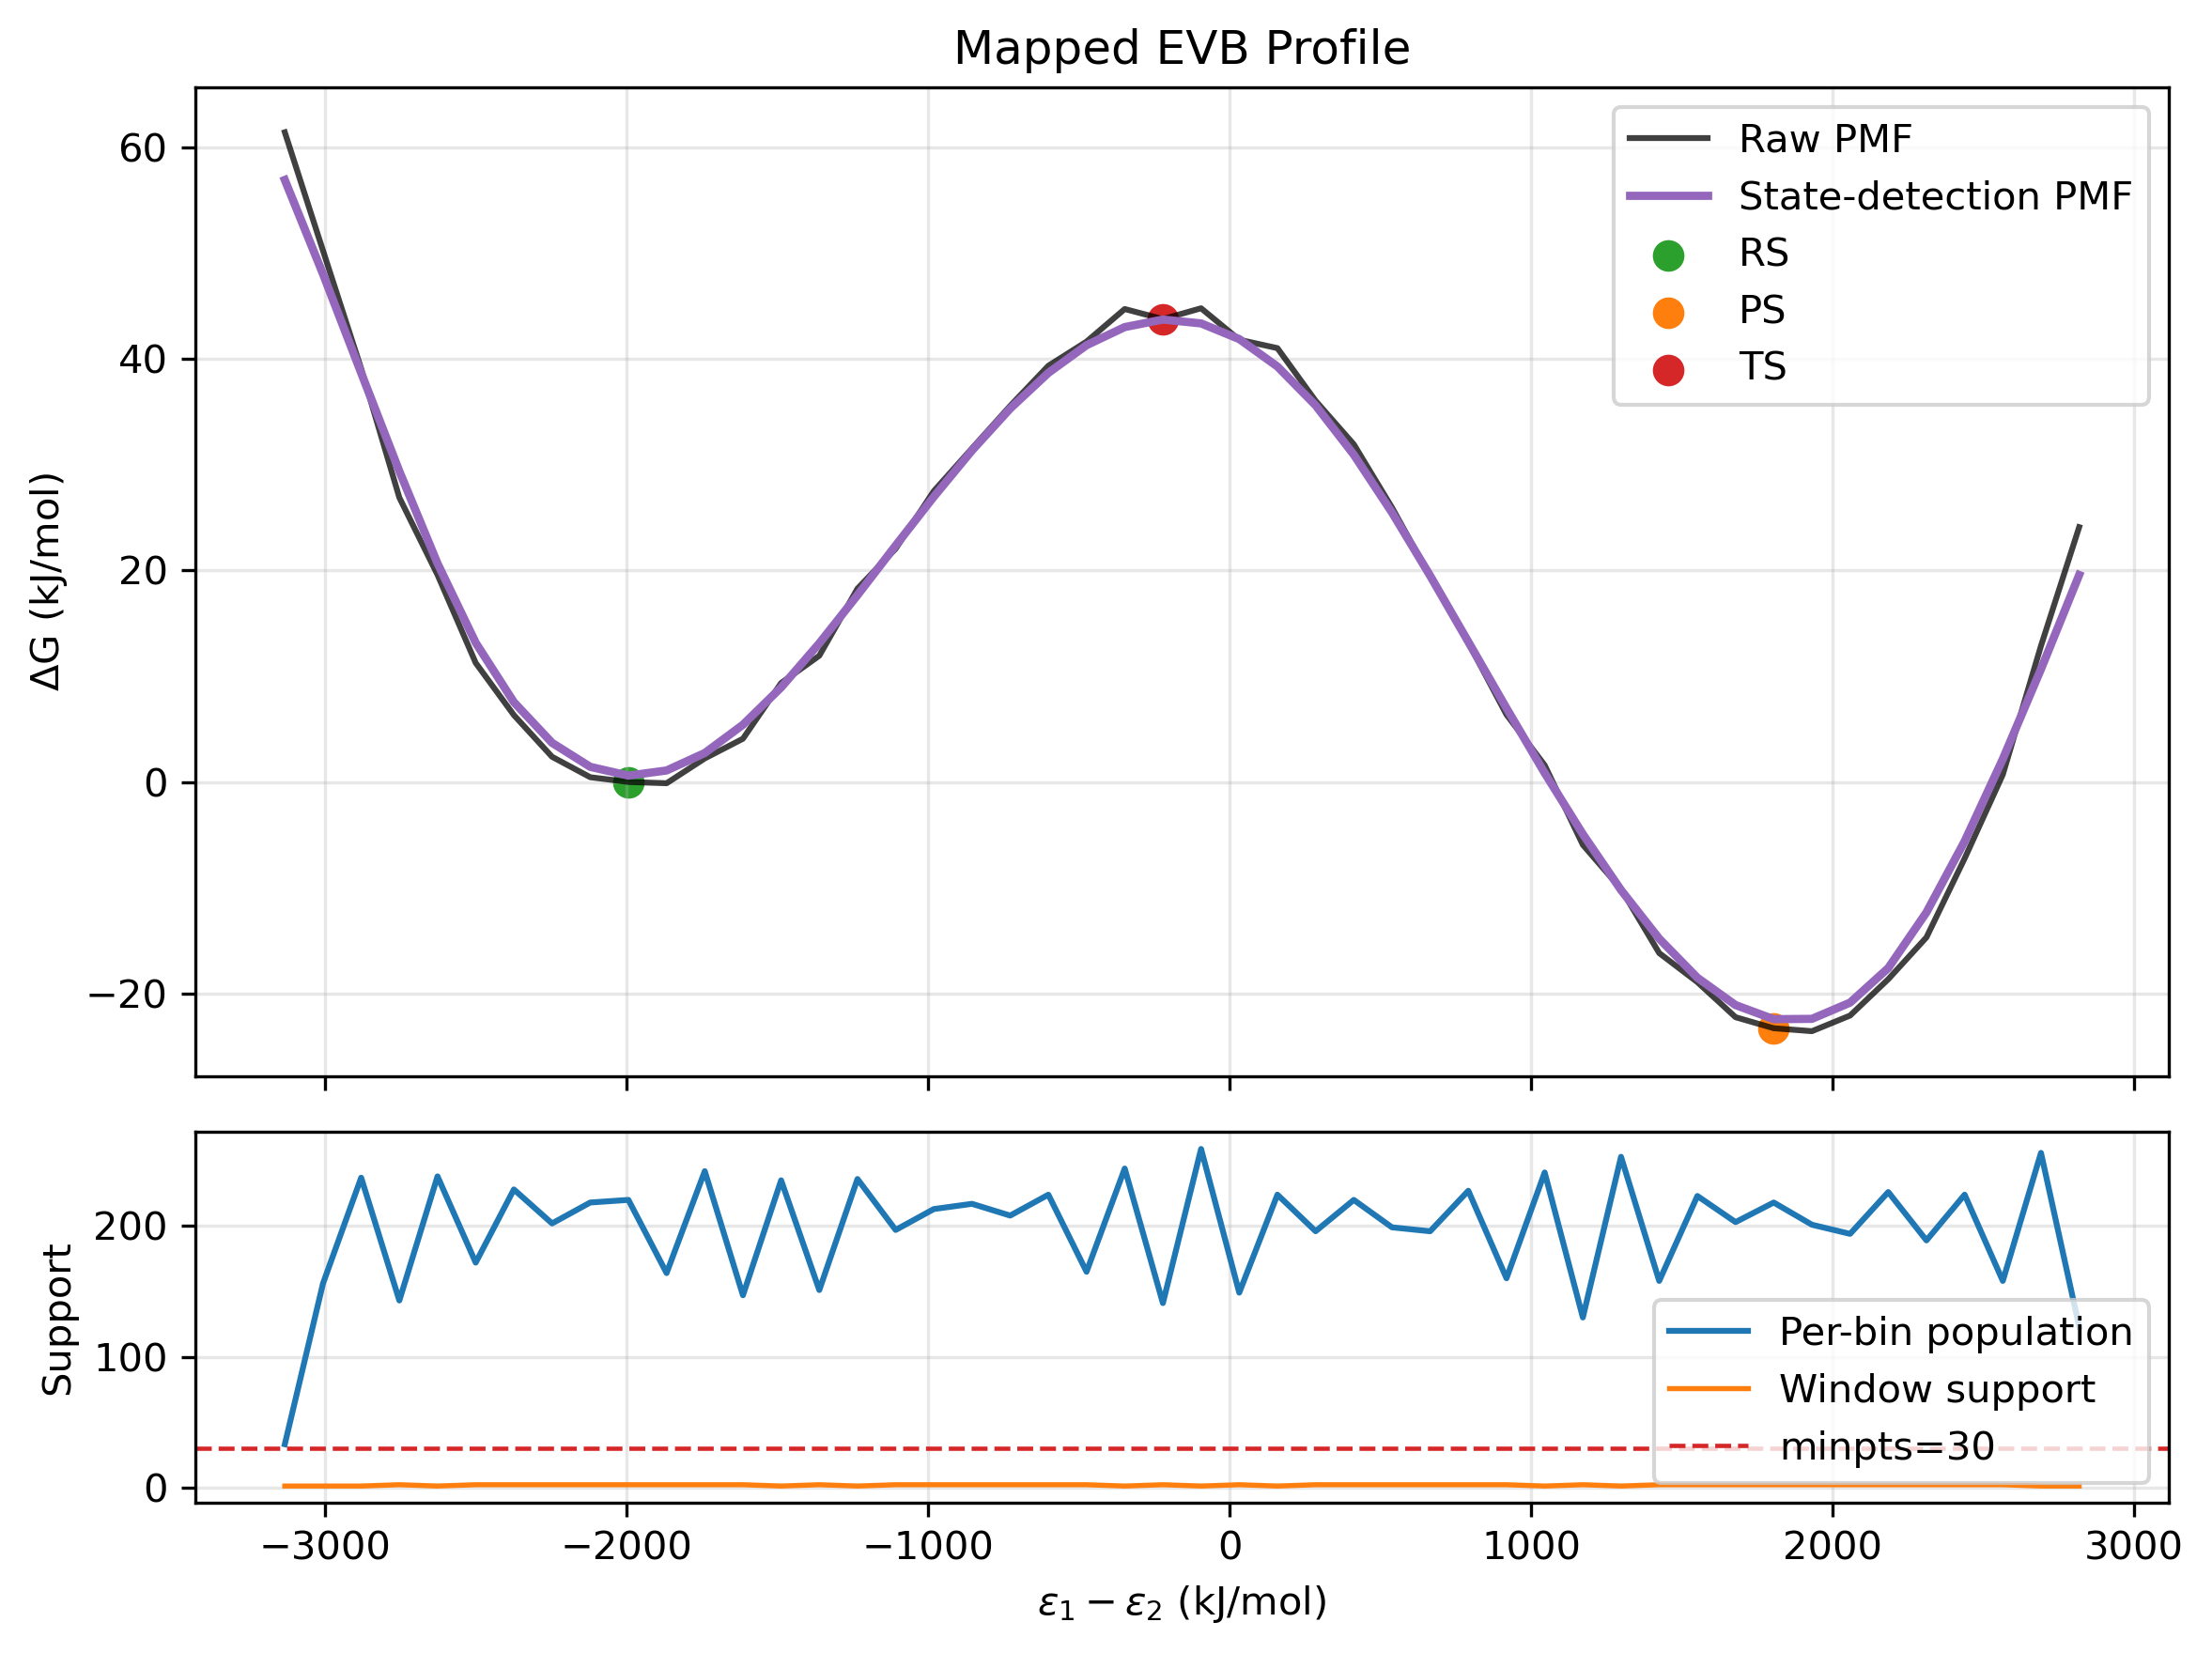 Mapped EVB Profile
ΔG (kJ/mol)
60
40
20
0
−20
Raw PMF
State-detection PMF
RS
PS
TS
Support
200
100
0
Per-bin population
Window support
minpts=30
−3000
−2000
−1000
0
1000
2000
3000
ε₁ − ε₂ (kJ/mol)